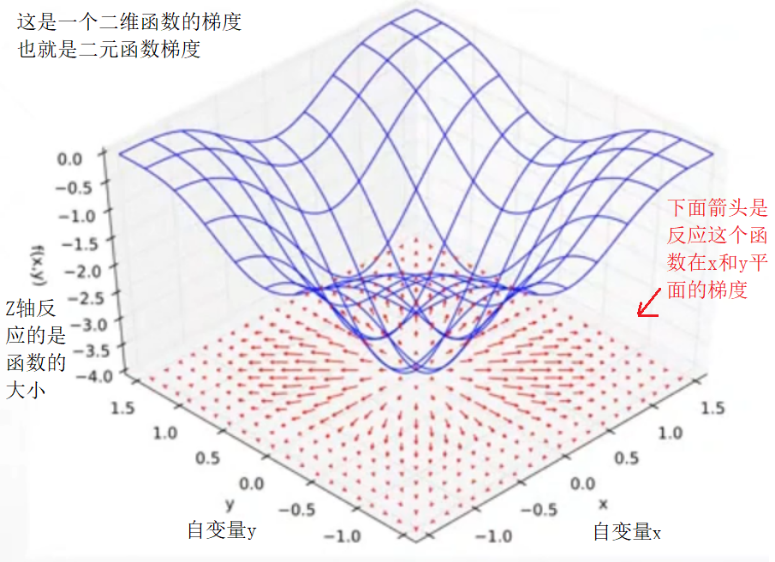 这是一个二维函数的梯度
也就是二元函数梯度
0.0
−0.5
−1.0
−1.5
−2.0
−2.5
−3.0
−3.5
−4.0
f(x,y)
Z轴反
应的是
函数的
大小
下面箭头是
反应这个函
数在x和y平
面的梯度
1.5
1.0
0.5
0.0
−0.5
−1.0
y
自变量y
1.5
1.0
0.5
0.0
−0.5
−1.0
x
自变量x